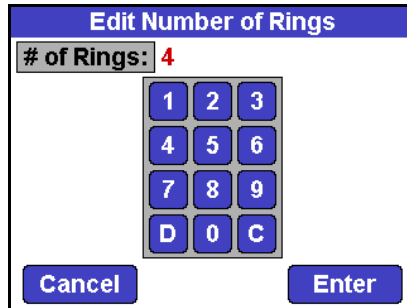 Edit Number of Rings
# of Rings: 4
1 2 3
4 5 6
7 8 9
D 0 C
Cancel Enter